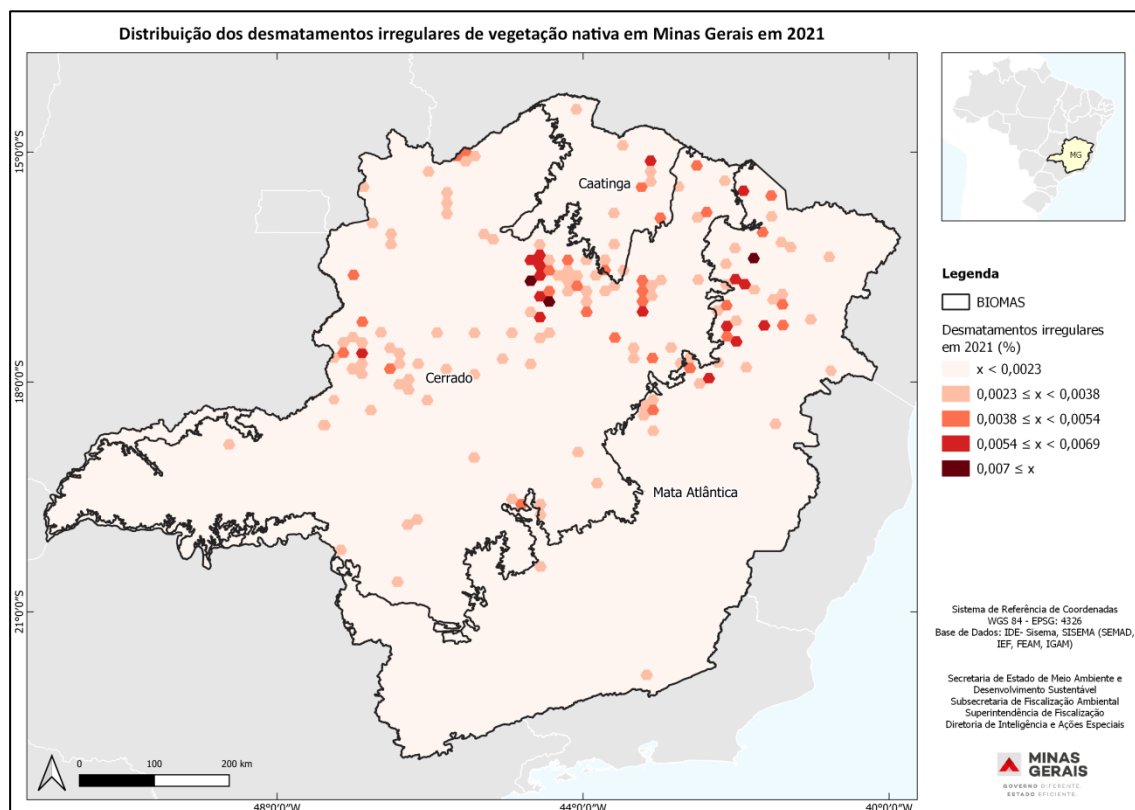 Distribuição dos desmatamentos irregulares de vegetação nativa em Minas Gerais em 2021
15°0'0"S
18°0'0"S
21°0'0"S
48°0'0"W
44°0'0"W
40°0'0"W
Caatinga
Cerrado
Mata Atlântica
0
100
200 km
MG
Legenda
BIOMAS
Desmatamentos irregulares
em 2021 (%)
x < 0,0023
0,0023 ≤ x < 0,0038
0,0038 ≤ x < 0,0054
0,0054 ≤ x < 0,0069
0,007 ≤ x
Sistema de Referência de Coordenadas
WGS 84 - EPSG: 4326
Base de Dados: IDE- Sisema, SISEMA (SEMAD,
IEF, FEAM, IGAM)
Secretaria de Estado de Meio Ambiente e
Desenvolvimento Sustentável
Subsecretaria de Fiscalização Ambiental
Superintendência de Fiscalização
Diretoria de Inteligência e Ações Especiais
MINAS
GERAIS
GOVERNO DIFERENTE.
ESTADO EFICIENTE.